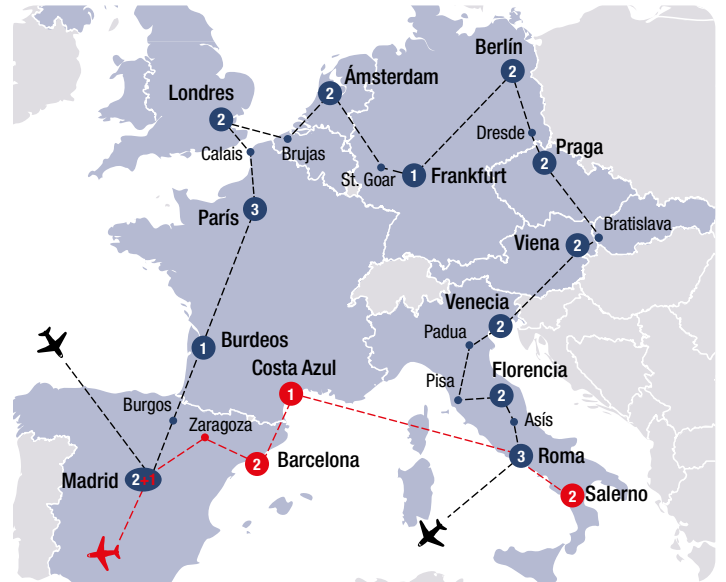 Berlín
2
Ámsterdam
2
Londres
2
Dresde
Praga
2
Calais
Brujas
St. Goar
1
Frankfurt
París
3
Bratislava
Viena
2
Venecia
2
Padua
Burdeos
1
Costa Azul
1
Pisa
Florencia
2
Burgos
Zaragoza
Asís
Roma
3
Barcelona
2
Madrid
2+1
2
Salerno